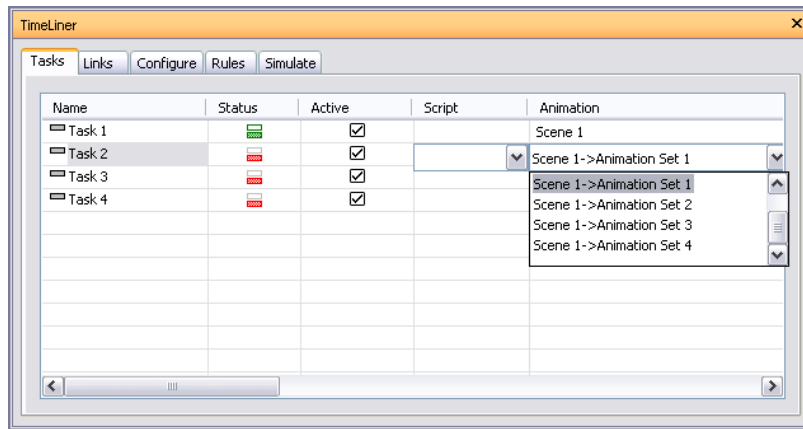 TimeLiner
Tasks Links Configure Rules Simulate
Name Status Active Script Animation
Task 1 Scene 1
Task 2 Scene 1->Animation Set 1
Task 3 Scene 1->Animation Set 1
Scene 1->Animation Set 2
Task 4 Scene 1->Animation Set 3
Scene 1->Animation Set 4